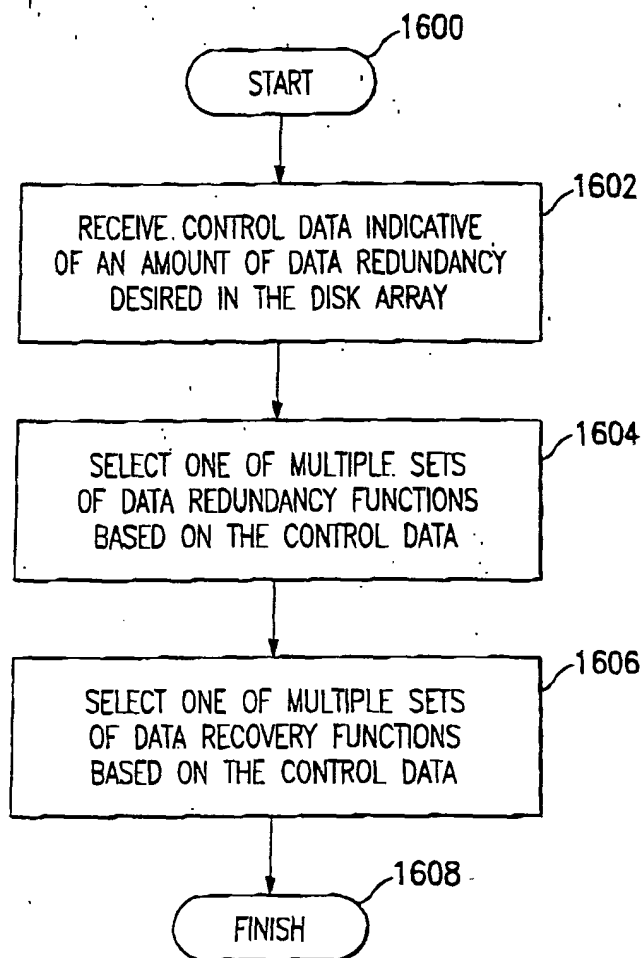 1600
START
1602
RECEIVE CONTROL DATA INDICATIVE
OF AN AMOUNT OF DATA REDUNDANCY
DESIRED IN THE DISK ARRAY
1604
SELECT ONE OF MULTIPLE SETS
OF DATA REDUNDANCY FUNCTIONS
BASED ON THE CONTROL DATA
1606
SELECT ONE OF MULTIPLE SETS
OF DATA RECOVERY FUNCTIONS
BASED ON THE CONTROL DATA
1608
FINISH